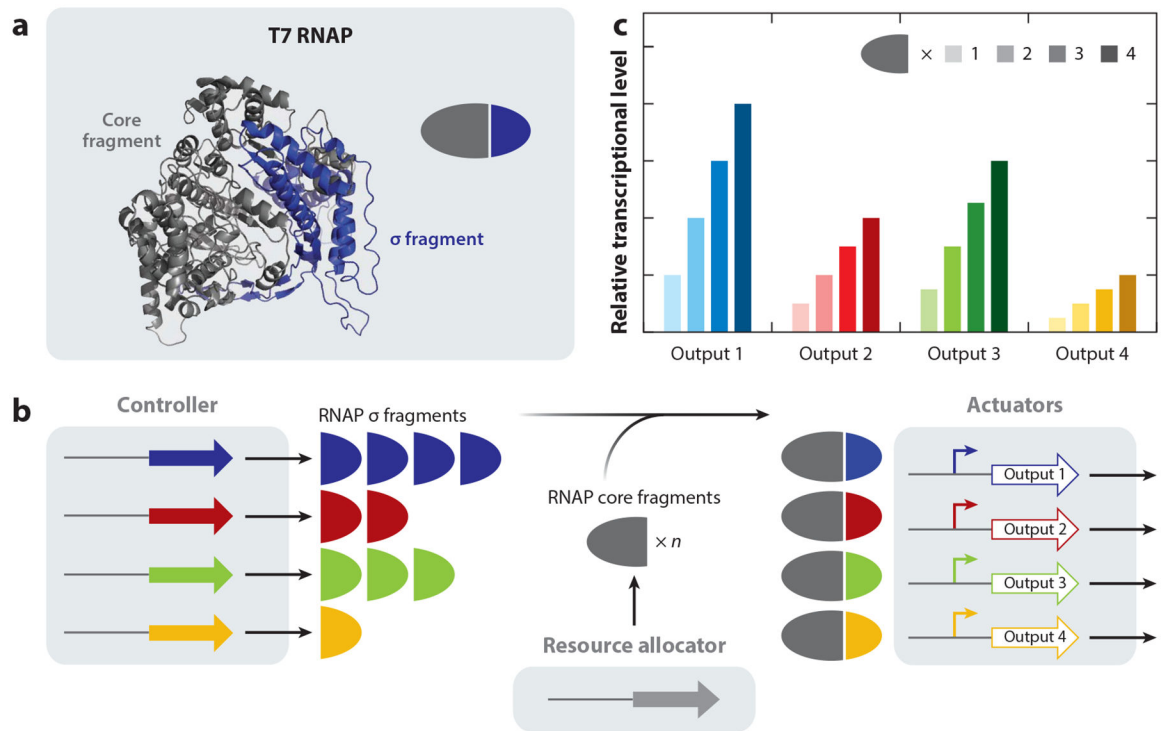 a
T7 RNAP
Core
fragment
σ fragment
c
Relative transcriptional level
× 1 2 3 4
Output 1 Output 2 Output 3 Output 4
b
Controller
RNAP σ fragments
RNAP core fragments
× n
Resource allocator
Actuators
Output 1
Output 2
Output 3
Output 4